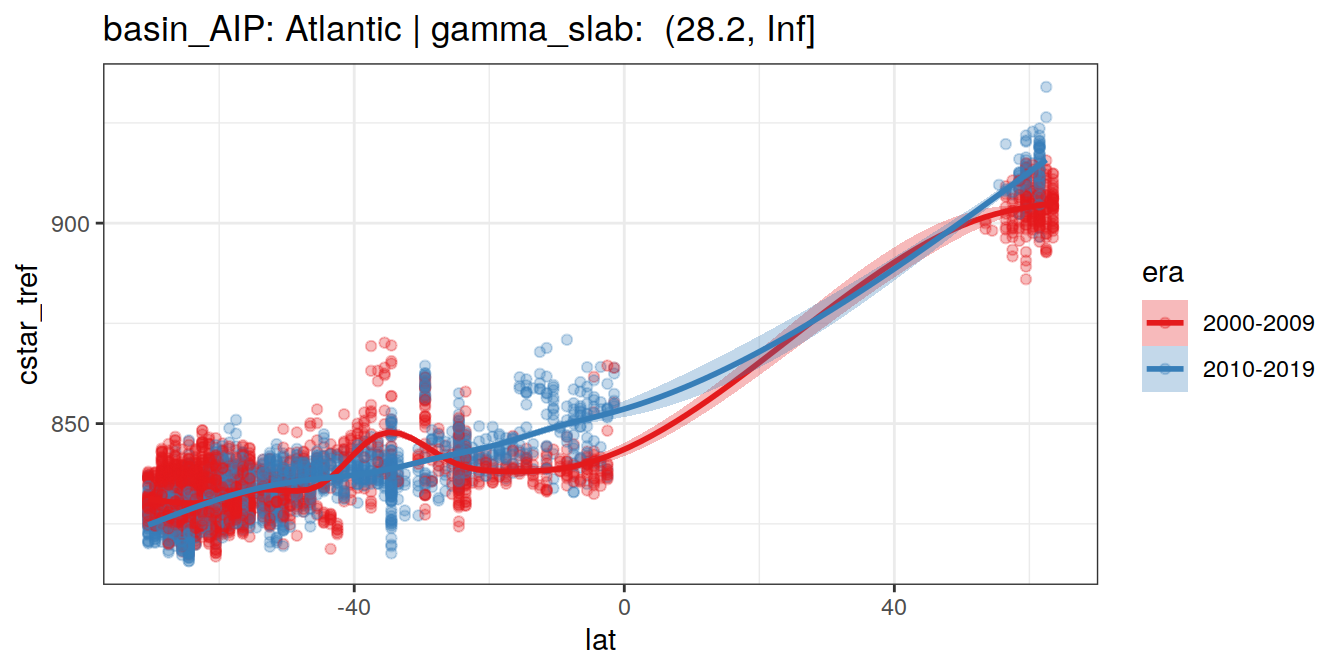 basin_AIP: Atlantic | gamma_slab:  (28.2, Inf]
cstar_tref
900
850
-40
0
40
lat
era
2000-2009
2010-2019